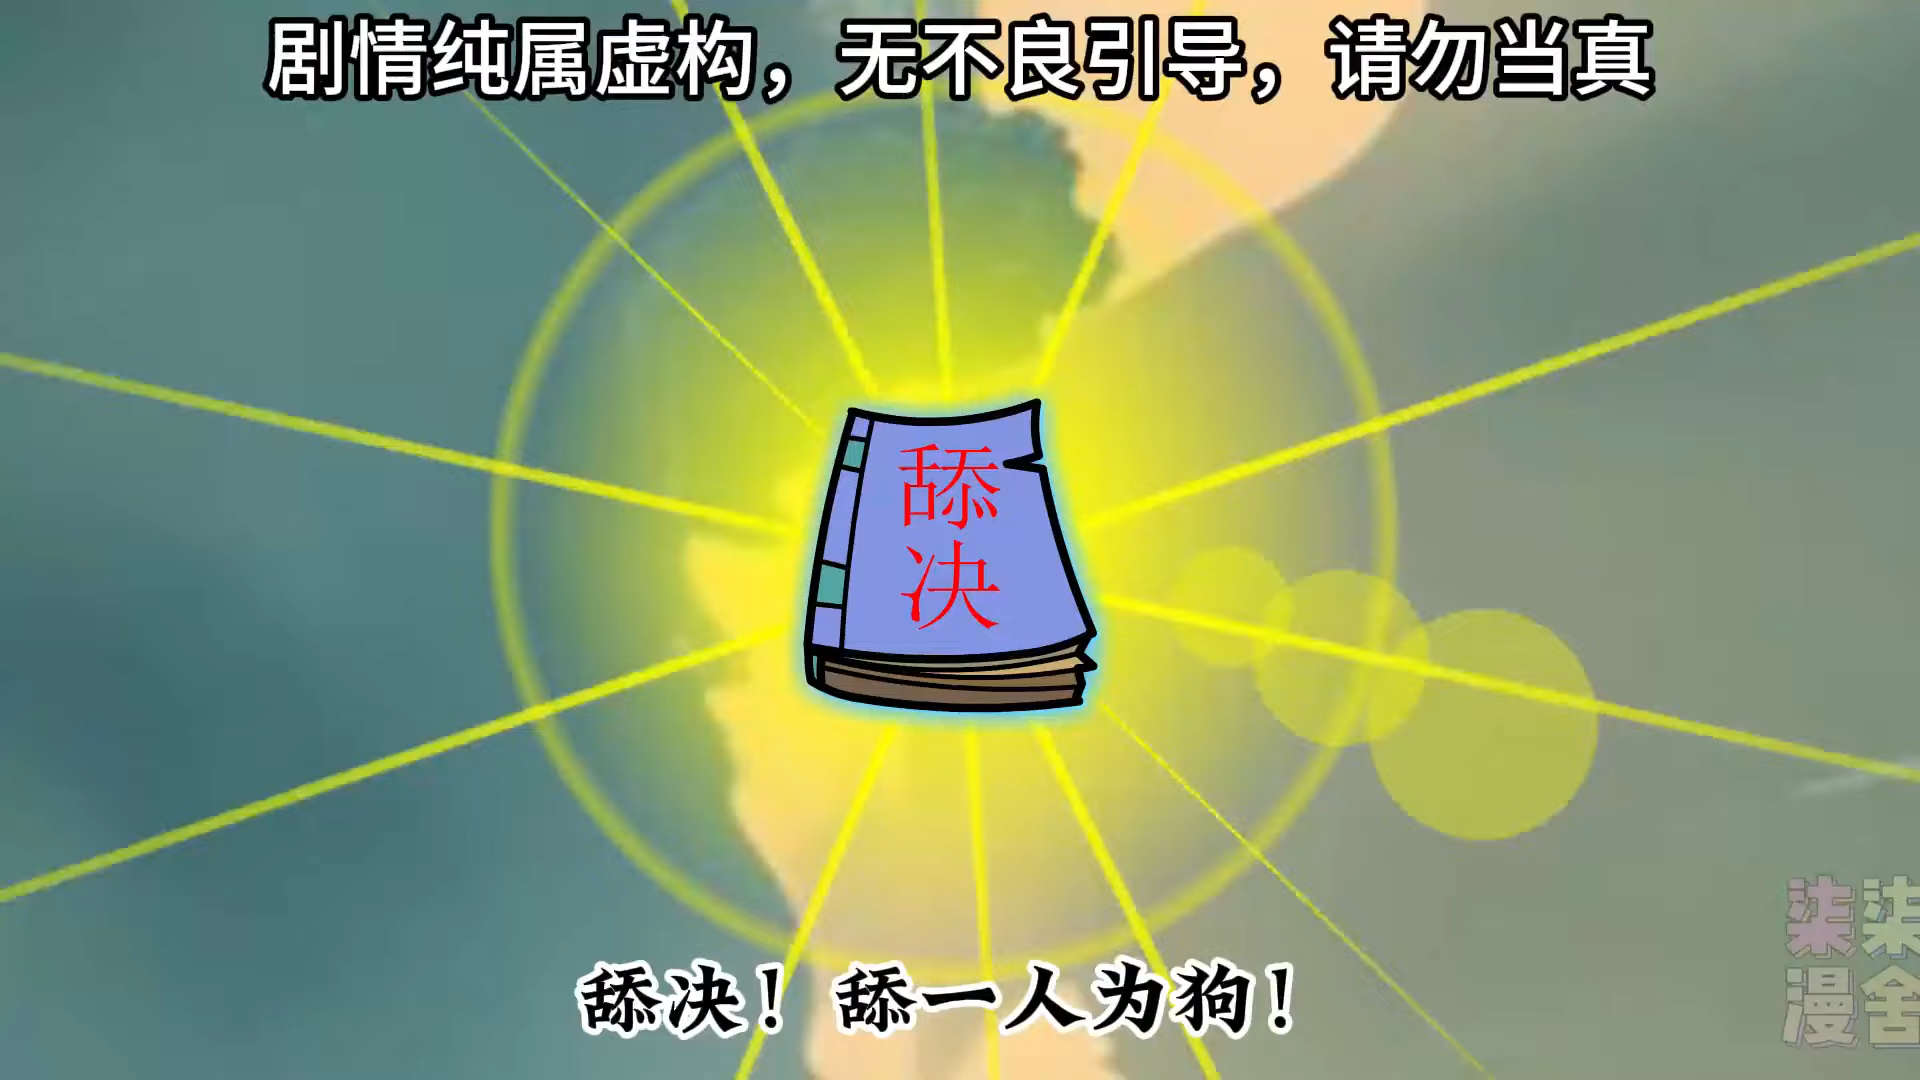 剧情纯属虚构，无不良引导，请勿当真
舔
决
舔决！舔一人为狗！
柒柒
漫舍